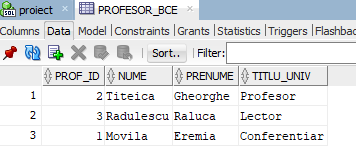 proiect PROFESOR_BCE
Columns Data Model Constraints Grants Statistics Triggers Flashbac
Sort.. Filter:
PROF_ID NUME PRENUME TITLU_UNIV
1 2 Titeica Gheorghe Profesor
2 3 Radulescu Raluca Lector
3 1 Movila Eremia Conferentiar